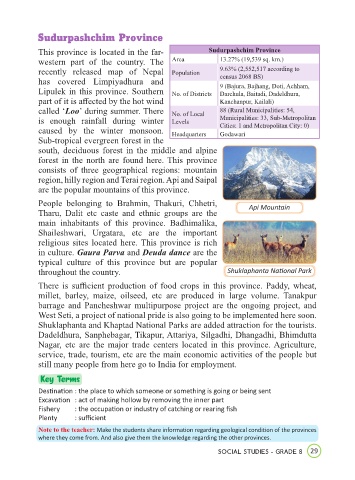 Sudurpashchim Province
This province is located in the far-
western part of the country. The
recently released map of Nepal
has covered Limpiyadhura and
Lipulek in this province. Southern
part of it is affected by the hot wind
called ‘Loo’ during summer. There
is enough rainfall during winter
caused by the winter monsoon.
Sub-tropical evergreen forest in the
south, deciduous forest in the middle and alpine
forest in the north are found here. This province
consists of three geographical regions: mountain
region, hilly region and Terai region. Api and Saipal
are the popular mountains of this province.
Sudurpashchim Province
Area 13.27% (19,539 sq. km.)
Population 9.63% (2,552,517 according to
census 2068 BS)
No. of Districts 9 (Bajura, Bajhang, Doti, Achham,
Darchula, Baitadi, Dadeldhura,
Kanchanpur, Kailali)
No. of Local
Levels 88 (Rural Municipalities: 54,
Municipalities: 33, Sub-Metropolitan
Cities: 1 and Metropolitan City: 0)
Headquarters Godawari
Api Mountain
People belonging to Brahmin, Thakuri, Chhetri,
Tharu, Dalit etc caste and ethnic groups are the
main inhabitants of this province. Badhimalika,
Shaileshwari, Urgatara, etc are the important
religious sites located here. This province is rich
in culture. Gaura Parva and Deuda dance are the
typical culture of this province but are popular
throughout the country.
Shuklaphanta National Park
There is sufficient production of food crops in this province. Paddy, wheat,
millet, barley, maize, oilseed, etc are produced in large volume. Tanakpur
barrage and Pancheshwar multipurpose project are the ongoing project, and
West Seti, a project of national pride is also going to be implemented here soon.
Shuklaphanta and Khaptad National Parks are added attraction for the tourists.
Dadeldhura, Sanphebagar, Tikapur, Attariya, Silgadhi, Dhangadhi, Bhimdutta
Nagar, etc are the major trade centers located in this province. Agriculture,
service, trade, tourism, etc are the main economic activities of the people but
still many people from here go to India for employment.
Key Terms
Destination : the place to which someone or something is going or being sent
Excavation : act of making hollow by removing the inner part
Fishery : the occupation or industry of catching or rearing fish
Plenty : sufficient
Note to the teacher: Make the students share information regarding geological condition of the provinces
where they come from. And also give them the knowledge regarding the other provinces.
SOCIAL STUDIES - GRADE 8 29